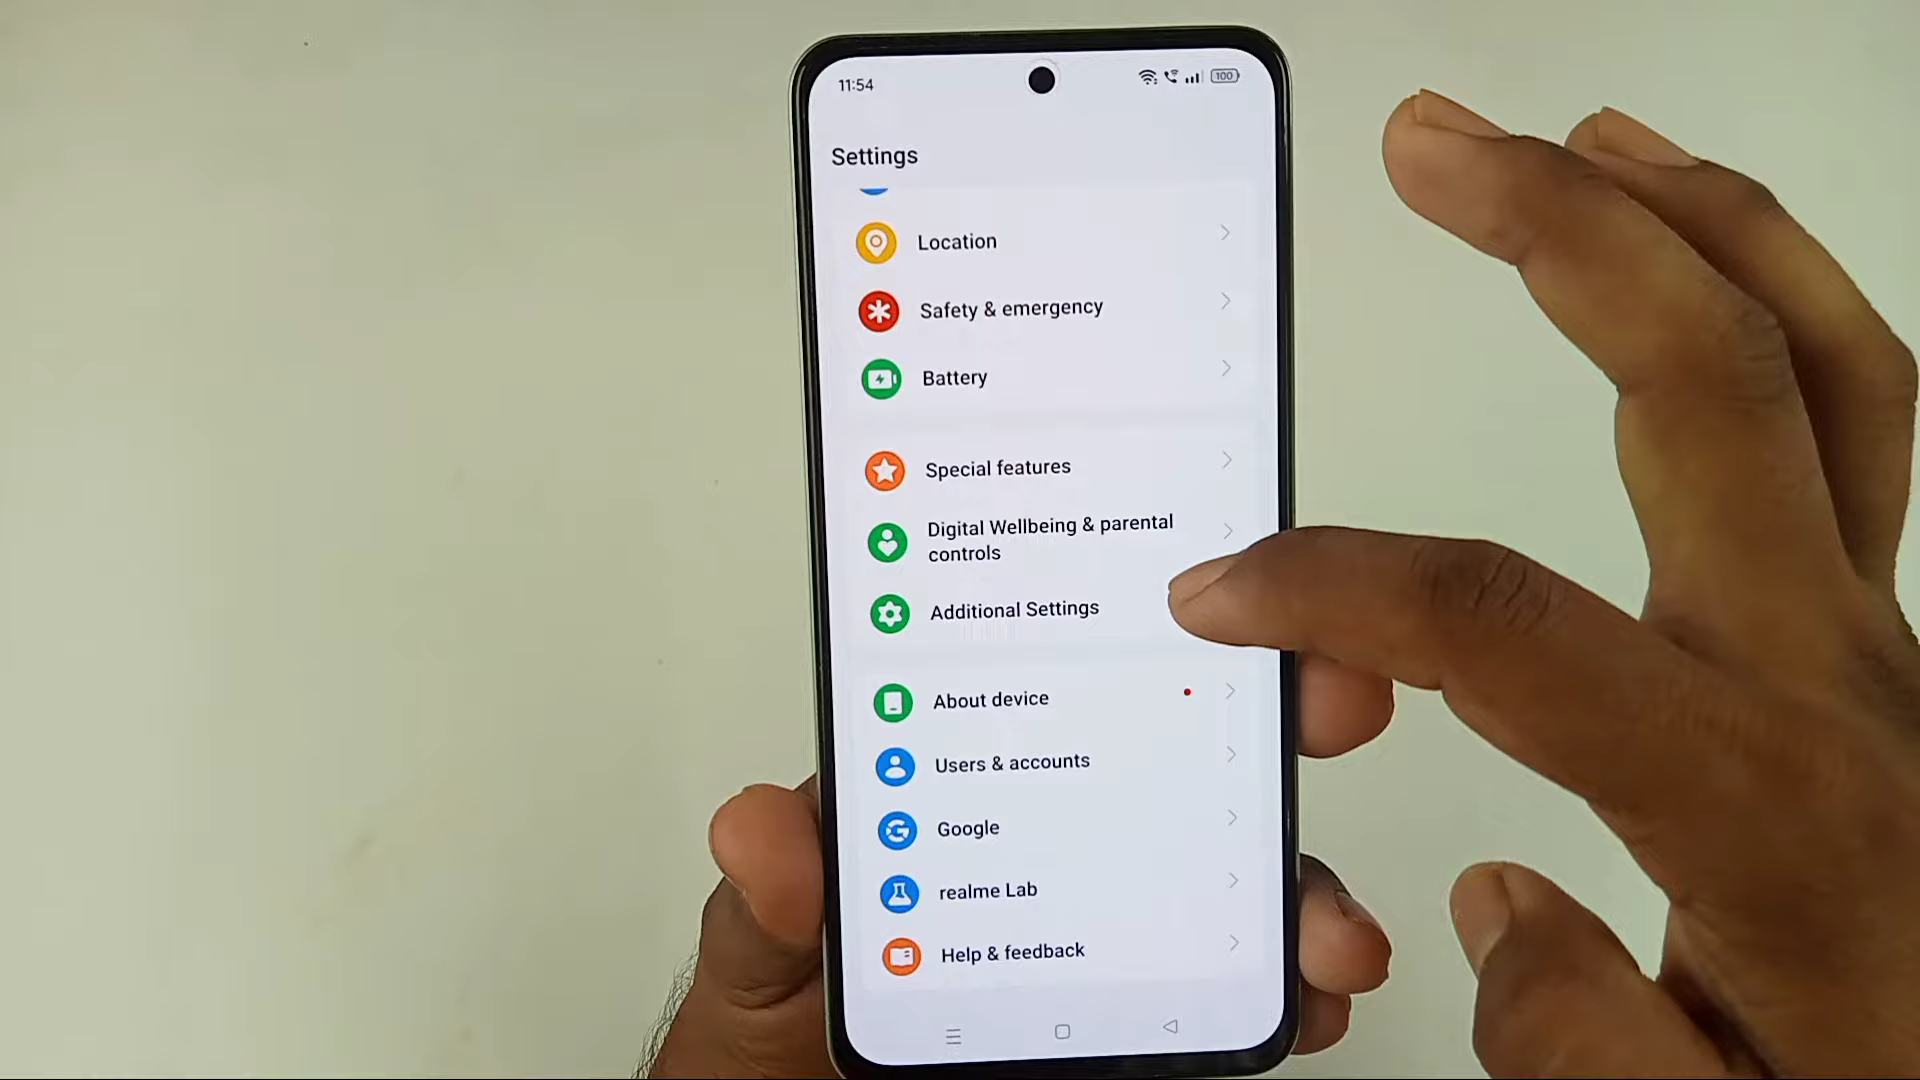 11:54
100
Settings
Location
Safety & emergency
Battery
Special features
Digital Wellbeing & parental
controls
Additional Settings
About device
Users & accounts
Google
realme Lab
Help & feedback